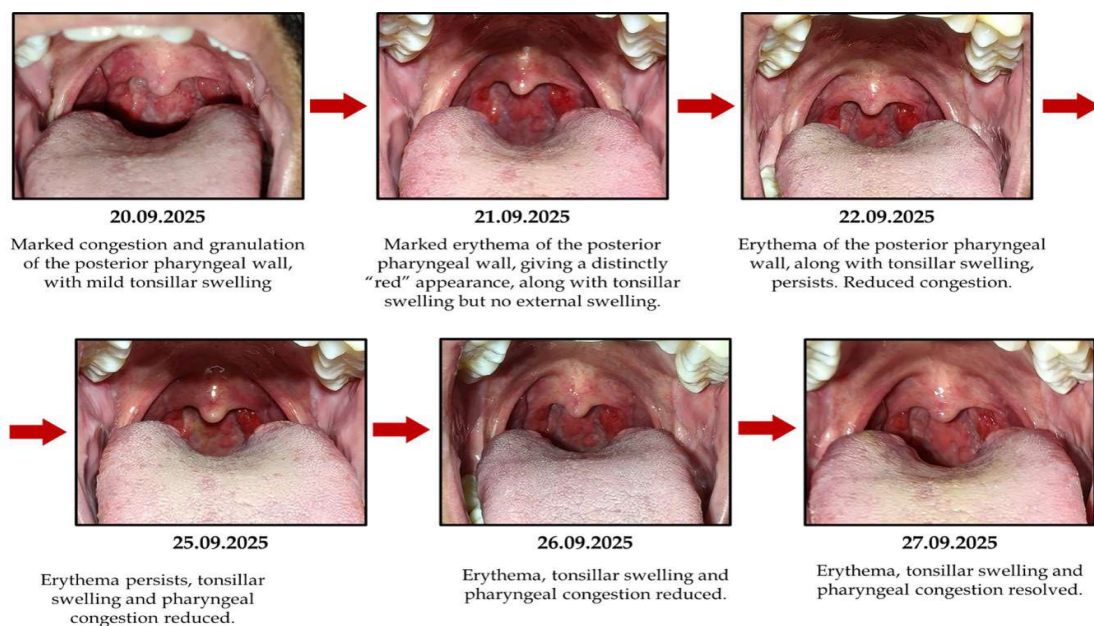 20.09.2025
Marked congestion and granulation
of the posterior pharyngeal wall,
with mild tonsillar swelling
21.09.2025
Marked erythema of the posterior
pharyngeal wall, giving a distinctly
“red” appearance, along with tonsillar
swelling but no external swelling.
22.09.2025
Erythema of the posterior pharyngeal
wall, along with tonsillar swelling,
persists. Reduced congestion.
25.09.2025
Erythema persists, tonsillar
swelling and pharyngeal
congestion reduced.
26.09.2025
Erythema, tonsillar swelling and
pharyngeal congestion reduced.
27.09.2025
Erythema, tonsillar swelling and
pharyngeal congestion resolved.